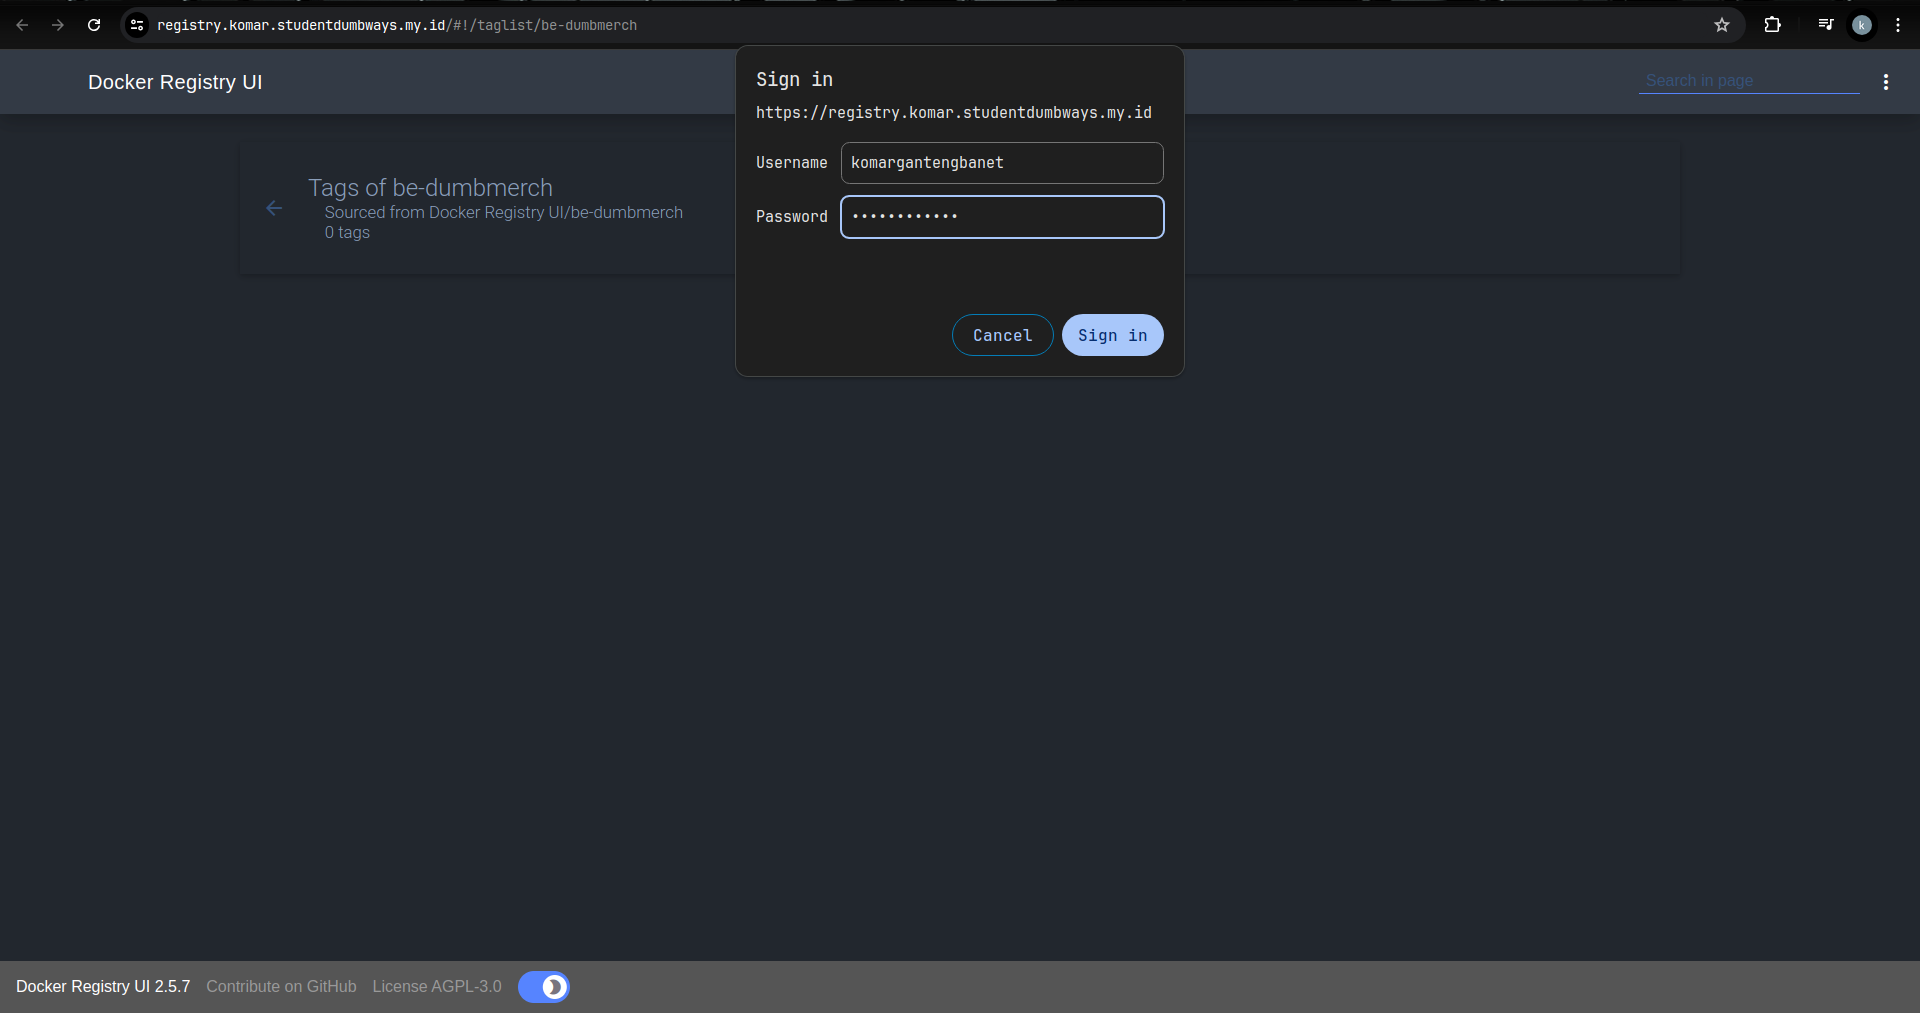 registry.komar.studentdumbways.my.id/#!/taglist/be-dumbmerch
k
Docker Registry UI
Search in page
Sign in
https://registry.komar.studentdumbways.my.id
Username komargantengbanet
Password ••••••••••••
Cancel Sign in
Tags of be-dumbmerch
Sourced from Docker Registry UI/be-dumbmerch
0 tags
Docker Registry UI 2.5.7 Contribute on GitHub License AGPL-3.0